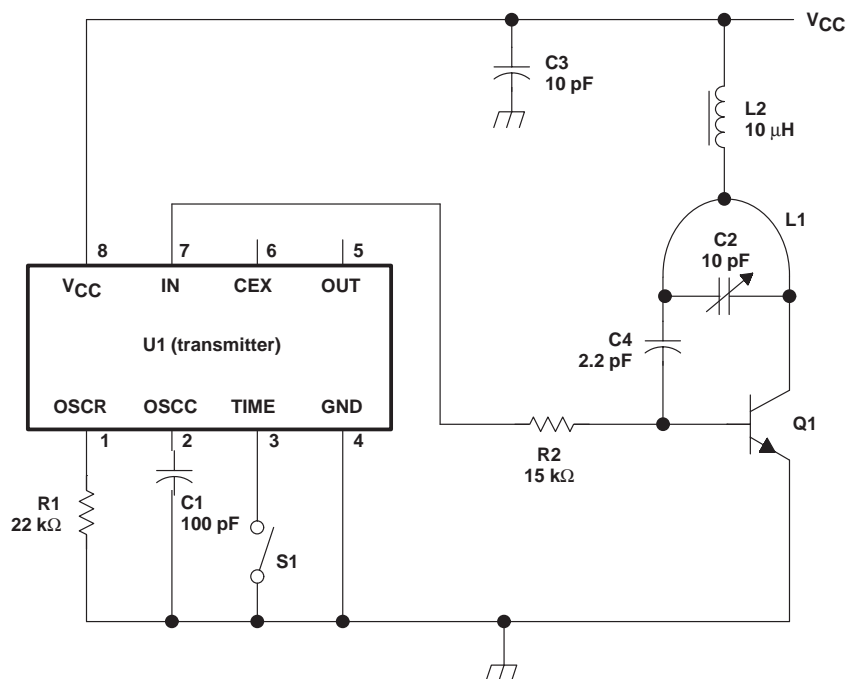 VCC
C3
10 pF
L2
10 μH
L1
C2
10 pF
8 7 6 5
VCC IN CEX OUT
U1 (transmitter)
C4
2.2 pF
OSCR OSCC TIME GND
1 2 3 4
Q1
R2
15 kΩ
R1
22 kΩ
C1
100 pF
S1